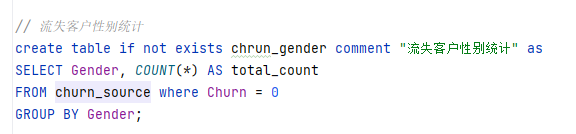 // 流失客户性别统计
create table if not exists chrun_gender comment "流失客户性别统计" as
SELECT Gender, COUNT(*) AS total_count
FROM churn_source where Churn = 0
GROUP BY Gender;